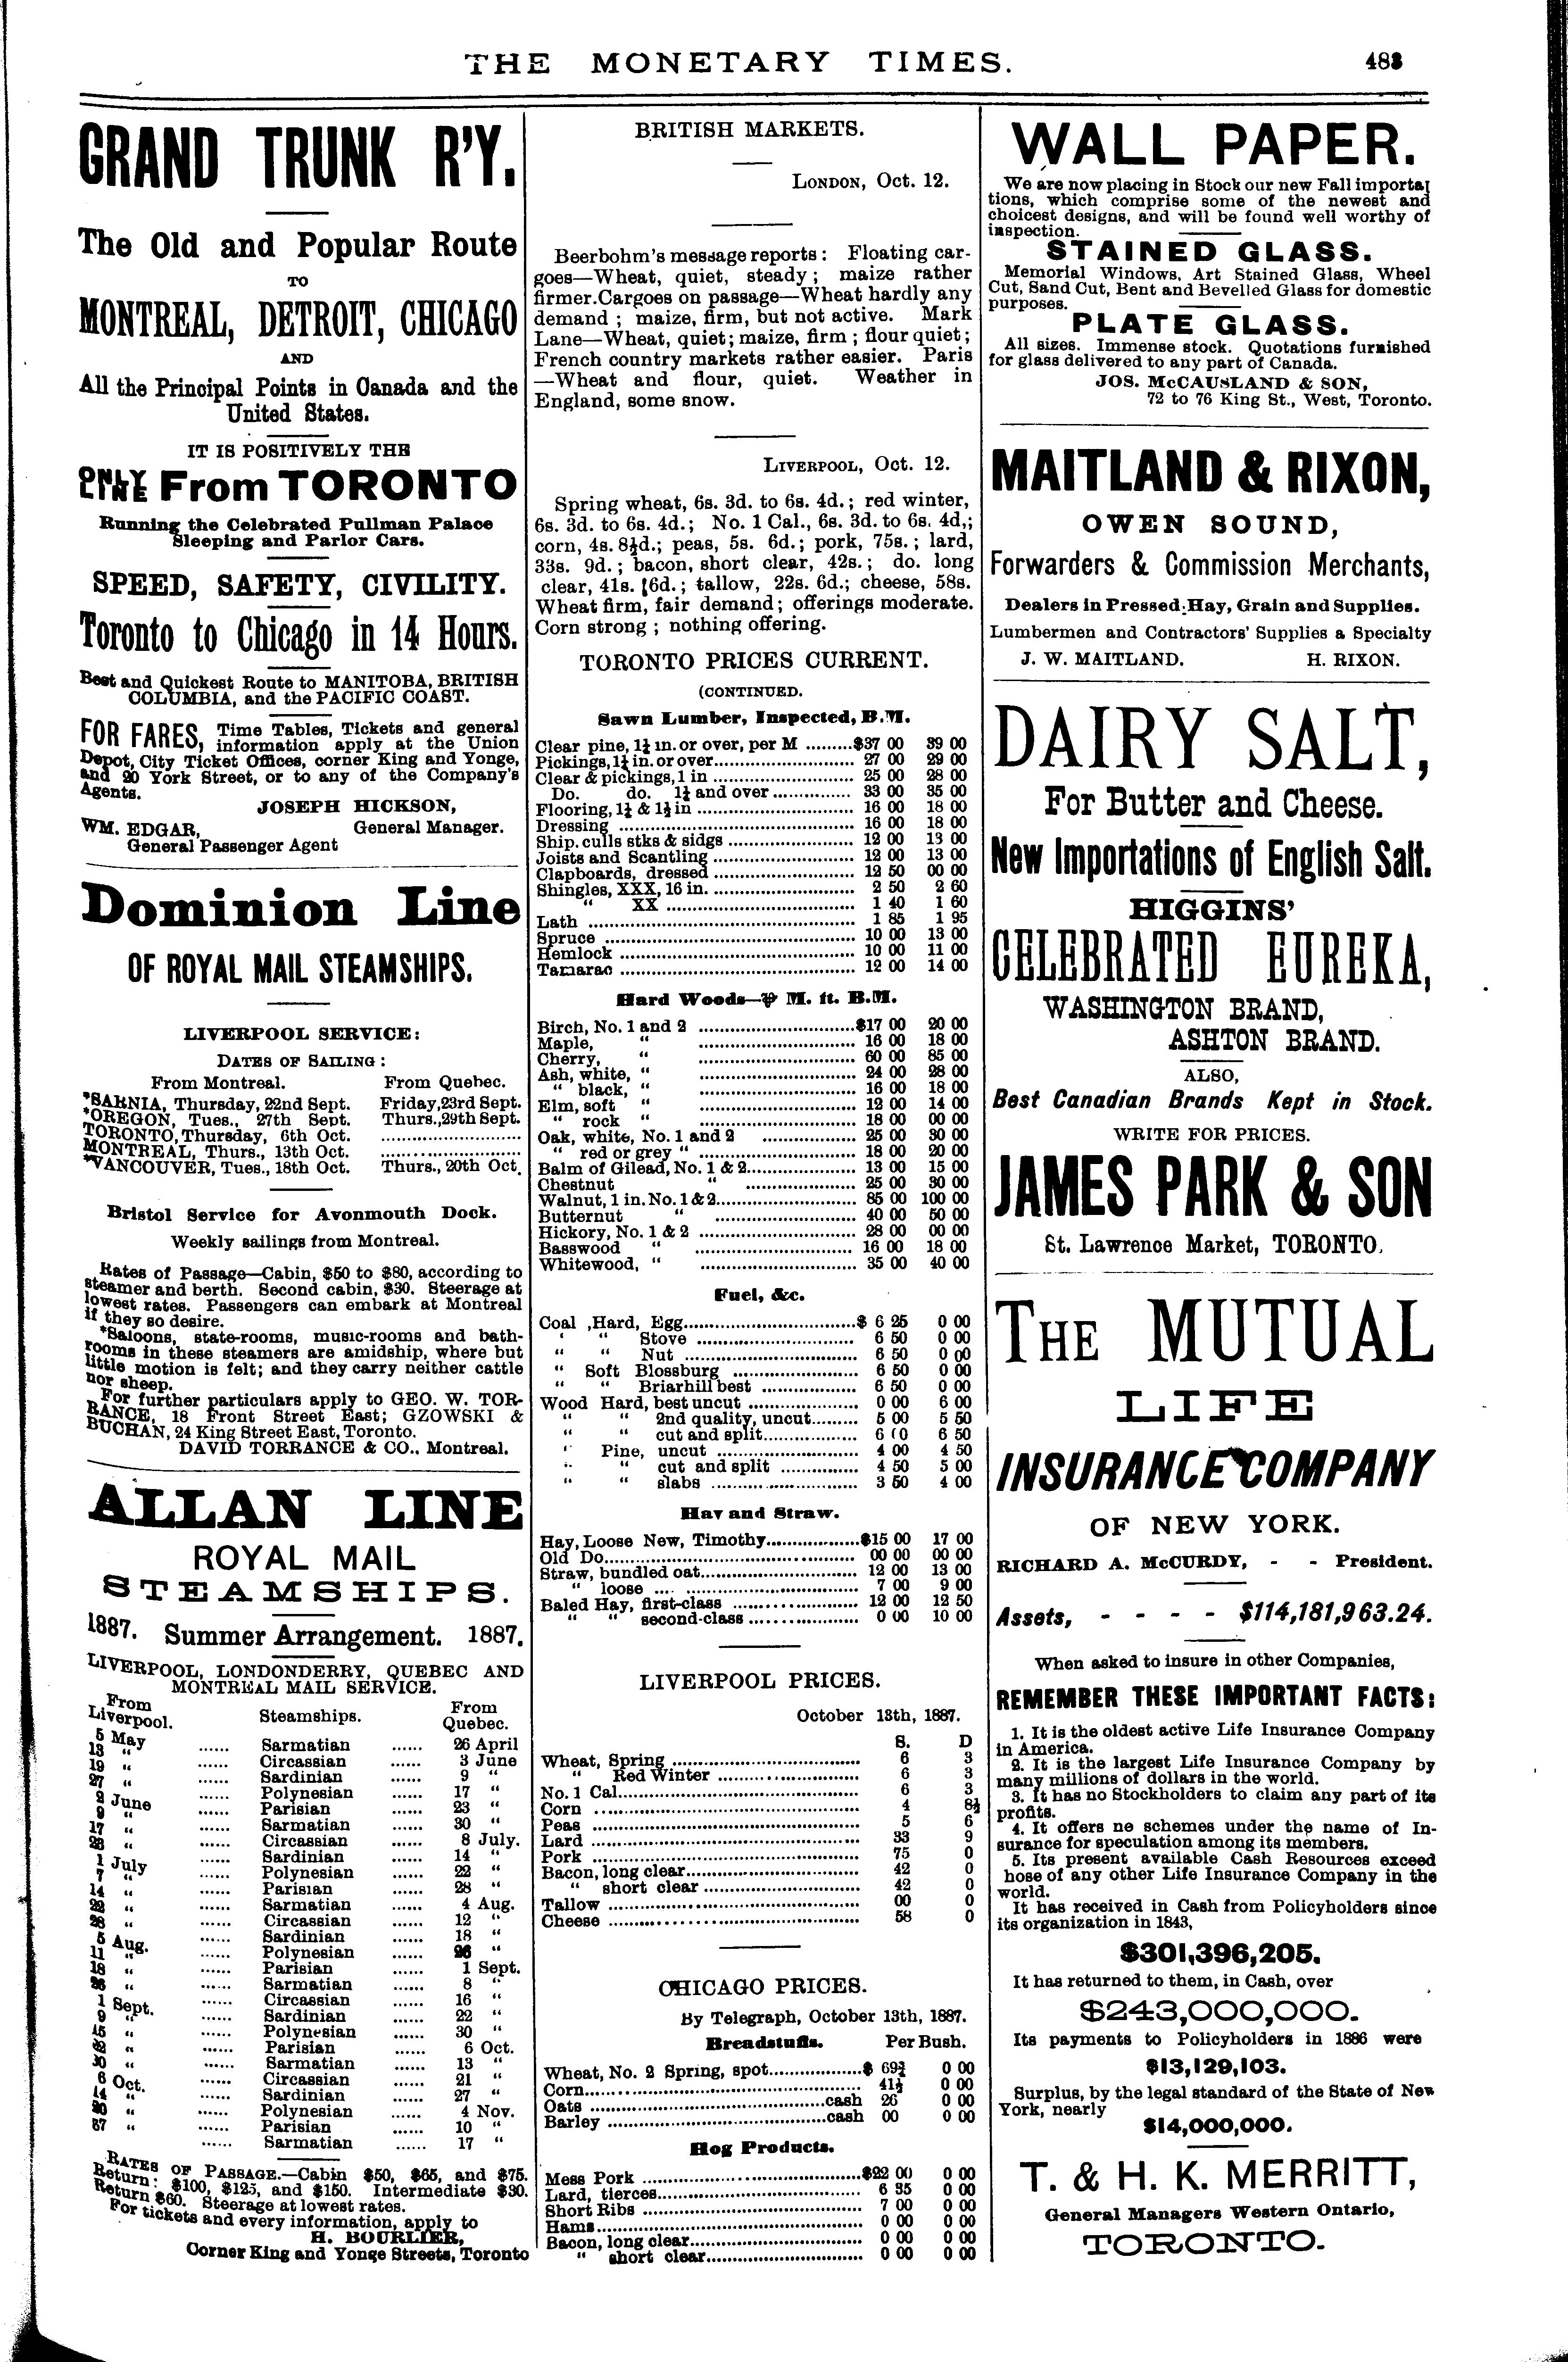 THE MONETARY TIMES. 483
GRAND TRUNK R'Y.
The Old and Popular Route
TO
MONTREAL, DETROIT, CHICAGO
AND
All the Principal Points in Canada and the
United States.
IT IS POSITIVELY THE
ONLY LINE From TORONTO
Running the Celebrated Pullman Palace
Sleeping and Parlor Cars.
SPEED, SAFETY, CIVILITY.
Toronto to Chicago in 14 Hours.
Best and Quickest Route to MANITOBA, BRITISH
COLUMBIA, and the PACIFIC COAST.
FOR FARES, Time Tables, Tickets and general
information apply at the Union
Depot, City Ticket Offices, corner King and Yonge,
and 20 York Street, or to any of the Company's
Agents.
JOSEPH HICKSON,
WM. EDGAR, General Manager.
General Passenger Agent
Dominion Line
OF ROYAL MAIL STEAMSHIPS.
LIVERPOOL SERVICE:
DATES OF SAILING:
From Montreal. From Quebec.
*SARNIA, Thursday, 22nd Sept. Friday, 23rd Sept.
*OREGON, Tues., 27th Sept. Thurs., 29th Sept.
TORONTO, Thursday, 6th Oct. ..........
MONTREAL, Thurs., 13th Oct. ..........
*VANCOUVER, Tues., 18th Oct. Thurs., 20th Oct.
Bristol Service for Avonmouth Dock.
Weekly sailings from Montreal.
Rates of Passage—Cabin, $50 to $80, according to
steamer and berth. Second cabin, $30. Steerage at
lowest rates. Passengers can embark at Montreal
if they so desire.
*Saloons, state-rooms, music-rooms and bath-
rooms in these steamers are amidship, where but
little motion is felt; and they carry neither cattle
nor sheep.
For further particulars apply to GEO. W. TOR-
RANCE, 18 Front Street East; GZOWSKI &
BUCHAN, 24 King Street East, Toronto.
DAVID TORRANCE & CO., Montreal.
ALLAN LINE
ROYAL MAIL
STEAMSHIPS.
1887. Summer Arrangement. 1887.
LIVERPOOL, LONDONDERRY, QUEBEC AND
MONTREAL MAIL SERVICE.
From Liverpool. Steamships. From Quebec.
5 May ...... Sarmatian ...... 26 April
13 " ...... Circassian ...... 3 June
19 " ...... Sardinian ...... 9 "
27 " ...... Polynesian ...... 17 "
2 June ...... Parisian ...... 23 "
9 " ...... Sarmatian ...... 30 "
17 " ...... Circassian ...... 8 July.
23 " ...... Sardinian ...... 14 "
1 July ...... Polynesian ...... 22 "
7 " ...... Parisian ...... 28 "
14 " ...... Sarmatian ...... 4 Aug.
22 " ...... Circassian ...... 12 "
28 " ...... Sardinian ...... 18 "
5 Aug. ...... Polynesian ...... 26 "
11 " ...... Parisian ...... 1 Sept.
18 " ...... Sarmatian ...... 8 "
26 " ...... Circassian ...... 16 "
1 Sept. ...... Sardinian ...... 22 "
9 " ...... Polynesian ...... 30 "
15 " ...... Parisian ...... 6 Oct.
22 " ...... Sarmatian ...... 13 "
30 " ...... Circassian ...... 21 "
6 Oct. ...... Sardinian ...... 27 "
14 " ...... Polynesian ...... 4 Nov.
20 " ...... Parisian ...... 10 "
" ...... Sarmatian ...... 17 "
RATES OF PASSAGE.—Cabin $50, $65, and $75.
Return: $100, $125, and $150. Intermediate $30.
Return $60. Steerage at lowest rates.
For tickets and every information, apply to
H. BOURLIER,
Corner King and Yonge Streets, Toronto
BRITISH MARKETS.
LONDON, Oct. 12.
Beerbohm's message reports: Floating car-
goes—Wheat, quiet, steady; maize rather
firmer. Cargoes on passage—Wheat hardly any
demand; maize, firm, but not active. Mark
Lane—Wheat, quiet; maize, firm; flour quiet;
French country markets rather easier. Paris
—Wheat and flour, quiet. Weather in
England, some snow.
LIVERPOOL, Oct. 12.
Spring wheat, 6s. 3d. to 6s. 4d.; red winter,
6s. 3d. to 6s. 4d.; No. 1 Cal., 6s. 3d. to 6s. 4d,;
corn, 4s. 8½d.; peas, 5s. 6d.; pork, 75s.; lard,
33s. 9d.; bacon, short clear, 42s.; do. long
clear, 41s. 6d.; tallow, 22s. 6d.; cheese, 58s.
Wheat firm, fair demand; offerings moderate.
Corn strong; nothing offering.
TORONTO PRICES CURRENT.
(CONTINUED.
Sawn Lumber, Inspected, B.M.
Clear pine, 1¼ in. or over, per M ........$37 00 39 00
Pickings, 1¼ in. or over........ 27 00 29 00
Clear & pickings, 1 in ........ 25 00 28 00
Do. do. 1¼ and over ........ 33 00 35 00
Flooring, 1¼ & 1½ in ........ 16 00 18 00
Dressing ........ 16 00 18 00
Ship. culls stks & sidgs ........ 12 00 13 00
Joists and Scantling ........ 12 00 13 00
Clapboards, dressed ........ 12 50 00 00
Shingles, XXX, 16 in. ........ 2 50 2 60
" XX ........ 1 40 1 60
Lath ........ 1 85 1 95
Spruce ........ 10 00 13 00
Hemlock ........ 10 00 11 00
Tamarac ........ 12 00 14 00
Hard Woods—℘ M. ft. B.M.
Birch, No. 1 and 2 ........$17 00 20 00
Maple, " ........ 16 00 18 00
Cherry, " ........ 60 00 85 00
Ash, white, " ........ 24 00 28 00
" black, " ........ 16 00 18 00
Elm, soft " ........ 12 00 14 00
" rock " ........ 18 00 00 00
Oak, white, No. 1 and 2 ........ 25 00 30 00
" red or grey " ........ 18 00 20 00
Balm of Gilead, No. 1 & 2........ 13 00 15 00
Chestnut " ........ 25 00 30 00
Walnut, 1 in. No. 1 & 2........ 85 00 100 00
Butternut " ........ 40 00 50 00
Hickory, No. 1 & 2 ........ 28 00 00 00
Basswood " ........ 16 00 18 00
Whitewood, " ........ 35 00 40 00
Fuel, &c.
Coal, Hard, Egg........$ 6 25 0 00
" " Stove ........ 6 50 0 00
" " Nut ........ 6 50 0 00
" Soft Blossburg ........ 6 50 0 00
" " Briarhill best ........ 6 50 0 00
Wood Hard, best uncut ........ 0 00 6 00
" " 2nd quality, uncut........ 5 00 5 50
" " cut and split........ 6 00 6 50
" Pine, uncut ........ 4 00 4 50
" " cut and split ........ 4 50 5 00
" " slabs ........ 3 50 4 00
Hay and Straw.
Hay, Loose New, Timothy........$15 00 17 00
Old Do........ 00 00 00 00
Straw, bundled oat........ 12 00 13 00
" loose ........ 7 00 9 00
Baled Hay, first-class ........ 12 00 12 50
" " second-class ........ 0 00 10 00
LIVERPOOL PRICES.
October 13th, 1887.
S. D
Wheat, Spring ........ 6 3
" Red Winter ........ 6 3
No. 1 Cal........ 6 3
Corn ........ 4 8½
Peas ........ 5 6
Lard ........ 33 9
Pork ........ 75 0
Bacon, long clear........ 42 0
" short clear ........ 42 0
Tallow ........ 00 0
Cheese ........ 58 0
CHICAGO PRICES.
By Telegraph, October 13th, 1887.
Breadstuffs. Per Bush.
Wheat, No. 2 Spring, spot........$ 69¾ 0 00
Corn........ 41½ 0 00
Oats ........cash 26 0 00
Barley ........cash 00 0 00
Hog Products.
Mess Pork ........$22 00 0 00
Lard, tierces........ 6 35 0 00
Short Ribs ........ 7 00 0 00
Hams........ 0 00 0 00
Bacon, long clear........ 0 00 0 00
" short clear........ 0 00 0 00
WALL PAPER.
We are now placing in Stock our new Fall importa
tions, which comprise some of the newest and
choicest designs, and will be found well worthy of
inspection.
STAINED GLASS.
Memorial Windows, Art Stained Glass, Wheel
Cut, Sand Cut, Bent and Bevelled Glass for domestic
purposes.
PLATE GLASS.
All sizes. Immense stock. Quotations furnished
for glass delivered to any part of Canada.
JOS. McCAUSLAND & SON,
72 to 76 King St., West, Toronto.
MAITLAND & RIXON,
OWEN SOUND,
Forwarders & Commission Merchants,
Dealers in Pressed Hay, Grain and Supplies.
Lumbermen and Contractors' Supplies a Specialty
J. W. MAITLAND. H. RIXON.
DAIRY SALT,
For Butter and Cheese.
New Importations of English Salt.
HIGGINS'
CELEBRATED EUREKA,
WASHINGTON BRAND,
ASHTON BRAND.
ALSO,
Best Canadian Brands Kept in Stock.
WRITE FOR PRICES.
JAMES PARK & SON
St. Lawrence Market, TORONTO.
THE MUTUAL
LIFE
INSURANCE COMPANY
OF NEW YORK.
RICHARD A. McCURDY, - - President.
Assets, - - - - $114,181,963.24.
When asked to insure in other Companies,
REMEMBER THESE IMPORTANT FACTS:
1. It is the oldest active Life Insurance Company
in America.
2. It is the largest Life Insurance Company by
many millions of dollars in the world.
3. It has no Stockholders to claim any part of its
profits.
4. It offers ne schemes under the name of In-
surance for speculation among its members.
5. Its present available Cash Resources exceed
hose of any other Life Insurance Company in the
world.
It has received in Cash from Policyholders since
its organization in 1843,
$301,396,205.
It has returned to them, in Cash, over
$243,000,000.
Its payments to Policyholders in 1886 were
$13,129,103.
Surplus, by the legal standard of the State of New
York, nearly
$14,000,000.
T. & H. K. MERRITT,
General Managers Western Ontario,
TORONTO.